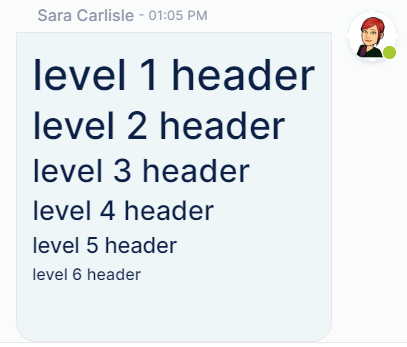 Sara Carlisle - 01:05 PM
level 1 header
level 2 header
level 3 header
level 4 header
level 5 header
level 6 header